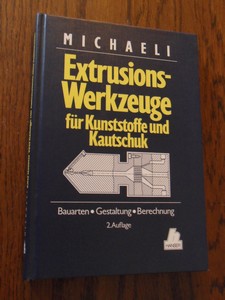 MICHAELI
Extrusions-
Werkzeuge
für Kunststoffe und
Kautschuk
Bauarten • Gestaltung • Berechnung
2. Auflage